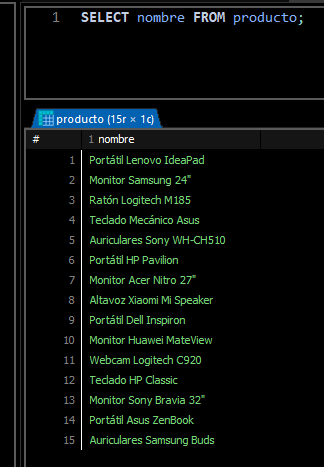 1 SELECT nombre FROM producto;
producto (15r × 1c)
# 1 nombre
1 Portátil Lenovo IdeaPad
2 Monitor Samsung 24"
3 Ratón Logitech M185
4 Teclado Mecánico Asus
5 Auriculares Sony WH-CH510
6 Portátil HP Pavilion
7 Monitor Acer Nitro 27"
8 Altavoz Xiaomi Mi Speaker
9 Portátil Dell Inspiron
10 Monitor Huawei MateView
11 Webcam Logitech C920
12 Teclado HP Classic
13 Monitor Sony Bravia 32"
14 Portátil Asus ZenBook
15 Auriculares Samsung Buds